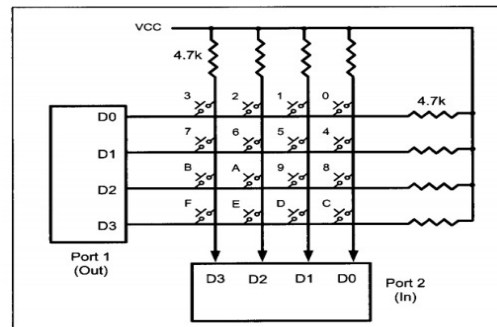 VCC
4.7k
3 2 1 0
4.7k
D0
7 6 5 4
D1
B A 9 8
D2
F E D C
D3
Port 1
(Out)
D3 D2 D1 D0
Port 2
(In)